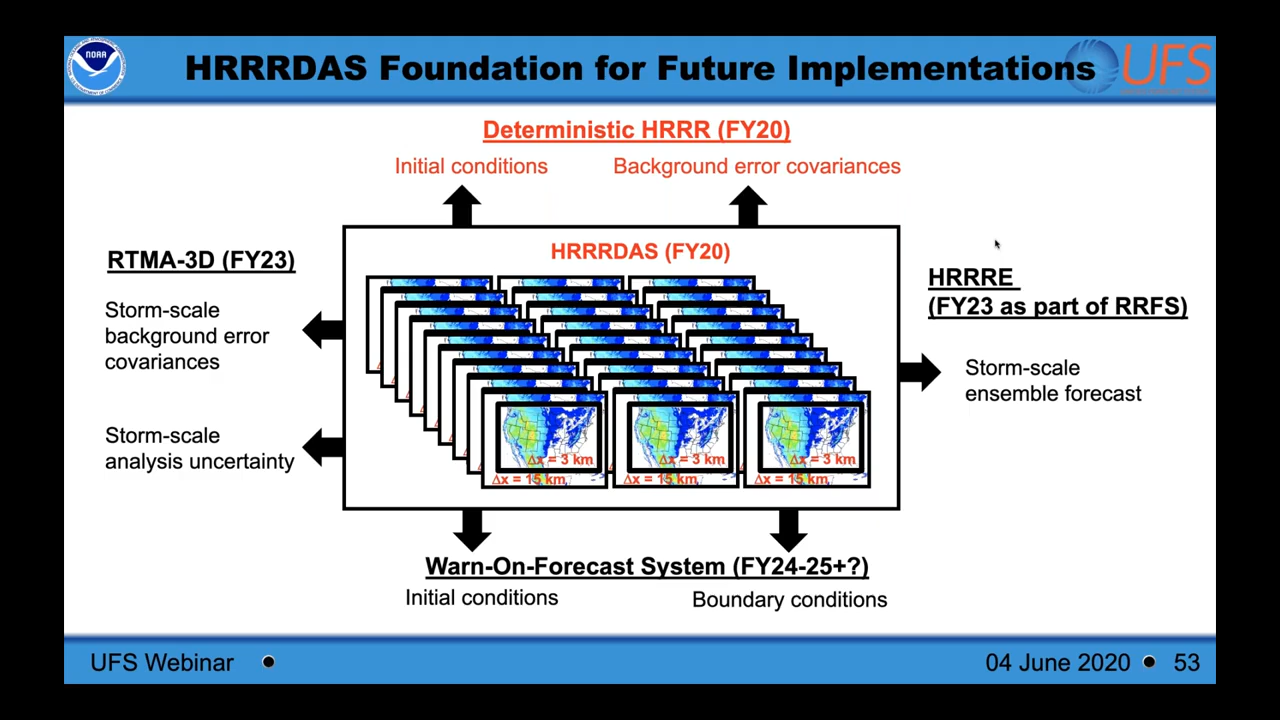 NOAA
HRRRDAS Foundation for Future Implementations
UFS
Deterministic HRRR (FY20)
Initial conditions
Background error covariances
HRRRDAS (FY20)
RTMA-3D (FY23)
Storm-scale
background error
covariances
Storm-scale
analysis uncertainty
HRRRE
(FY23 as part of RRFS)
Storm-scale
ensemble forecast
Δx = 3 km
Δx = 3 km
Δx = 3 km
Δx = 15 km
Δx = 15 km
Δx = 15 km
Warn-On-Forecast System (FY24-25+?)
Initial conditions
Boundary conditions
UFS Webinar
04 June 2020
53